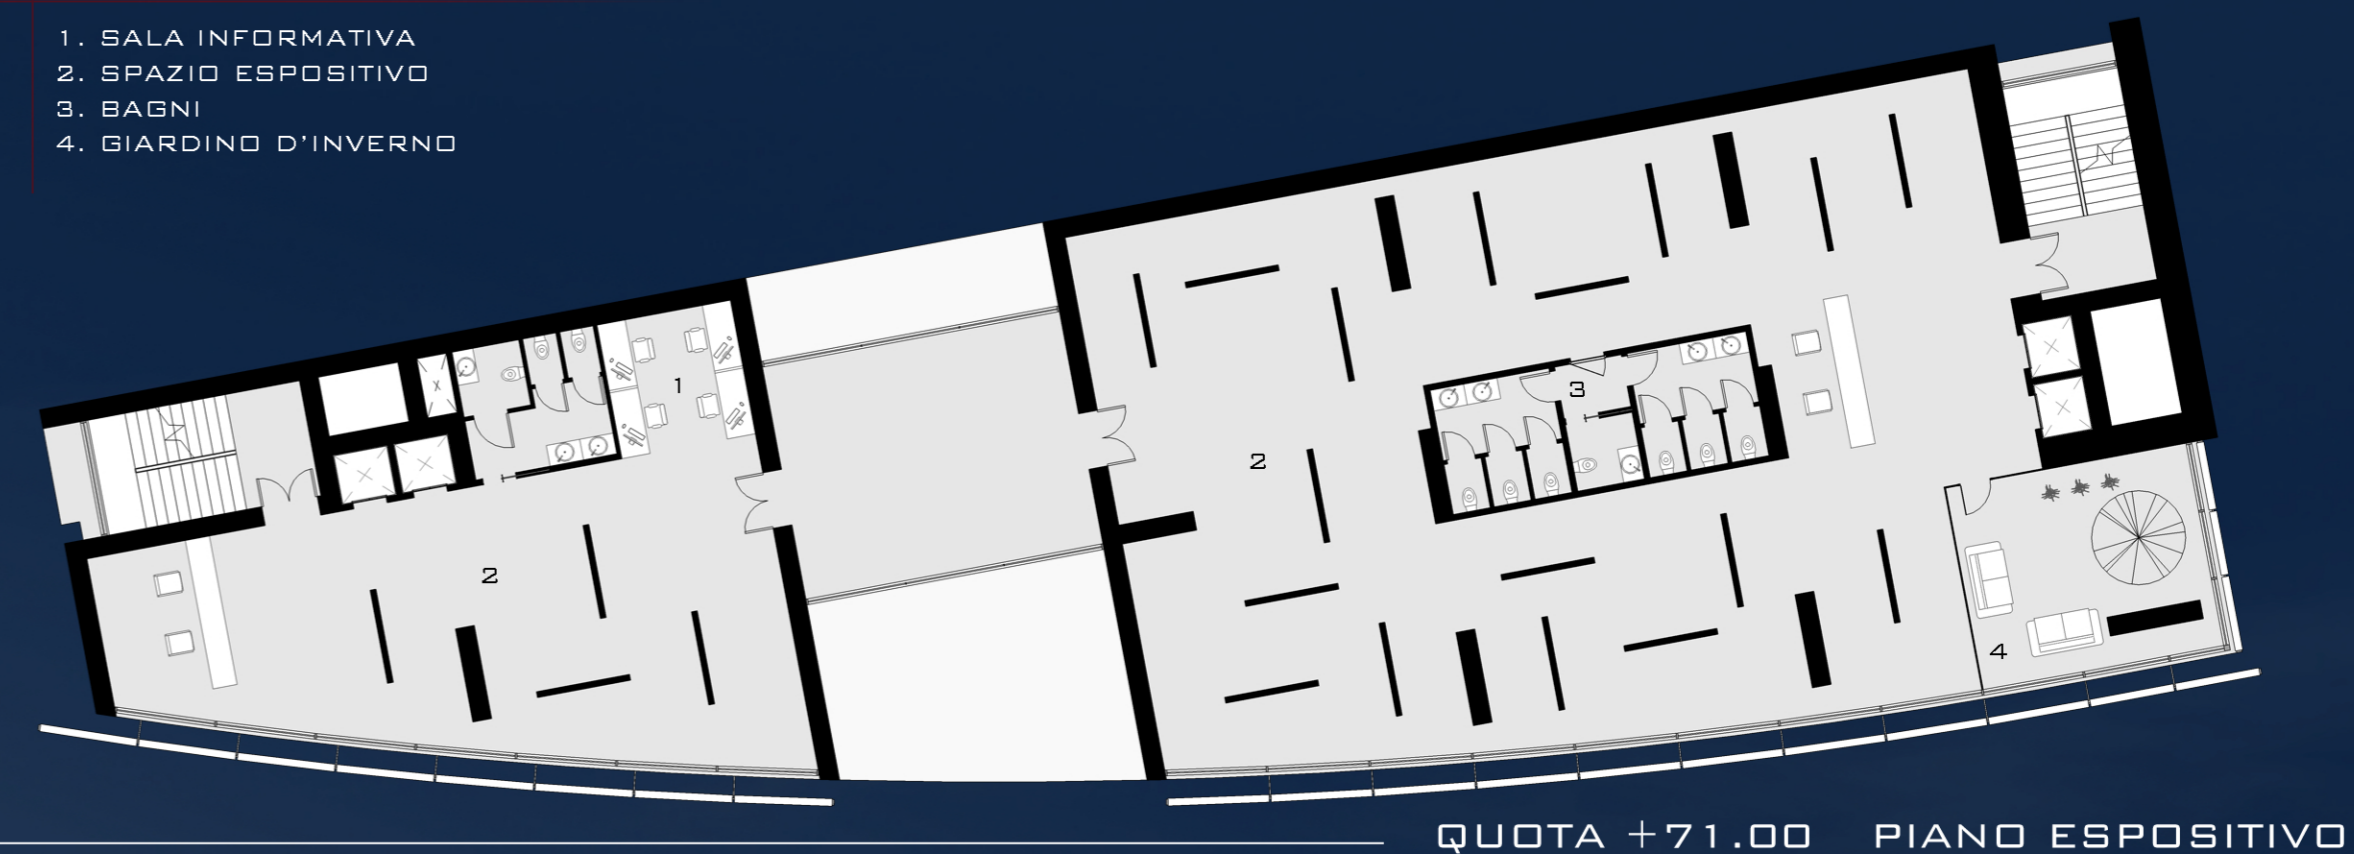 1. SALA INFORMATIVA
2. SPAZIO ESPOSITIVO
3. BAGNI
4. GIARDINO D'INVERNO
1
3
2
2
4
QUOTA +71.00 PIANO ESPOSITIVO